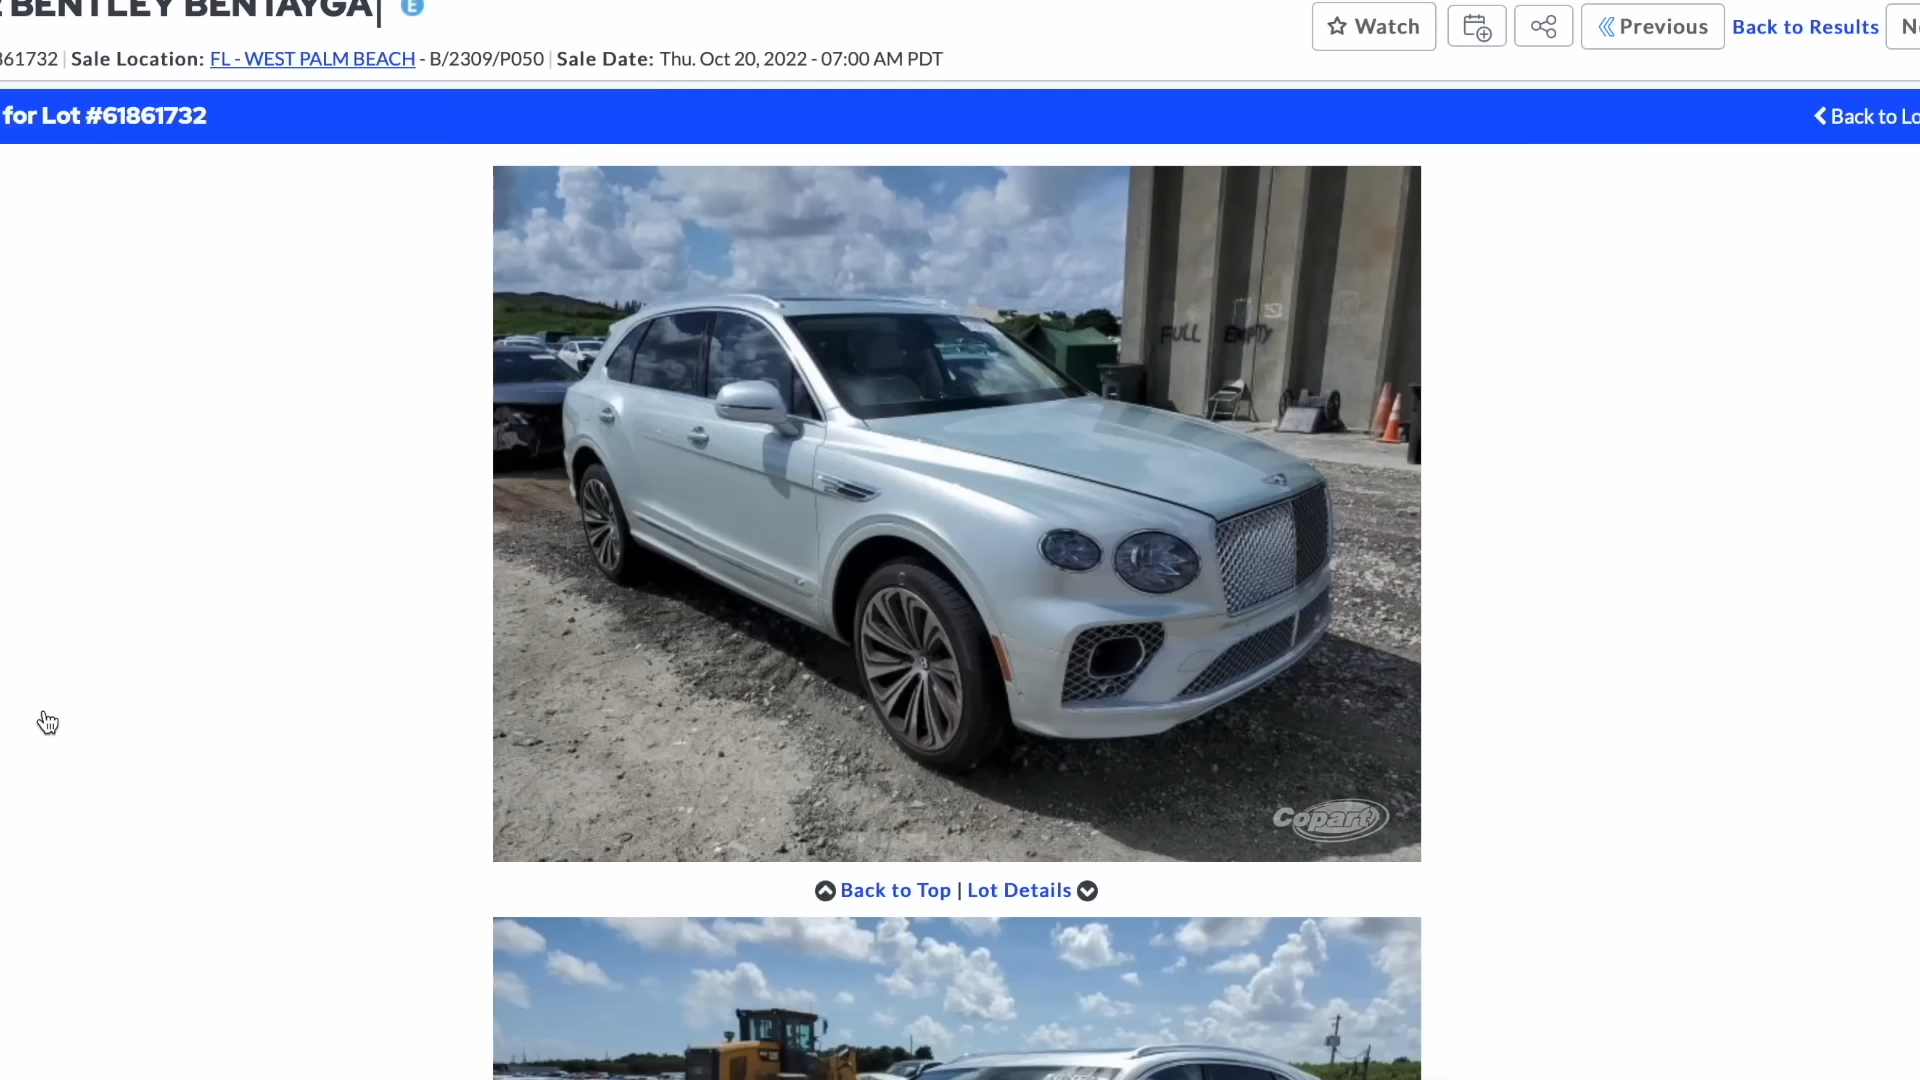 BENTLEY BENTAYGA E
Watch
Previous
Back to Results
61732 | Sale Location: FL - WEST PALM BEACH - B/2309/P050 | Sale Date: Thu. Oct 20, 2022 - 07:00 AM PDT
for Lot #61861732
Back to Lo
FULL EMPTY
Copart
Back to Top | Lot Details